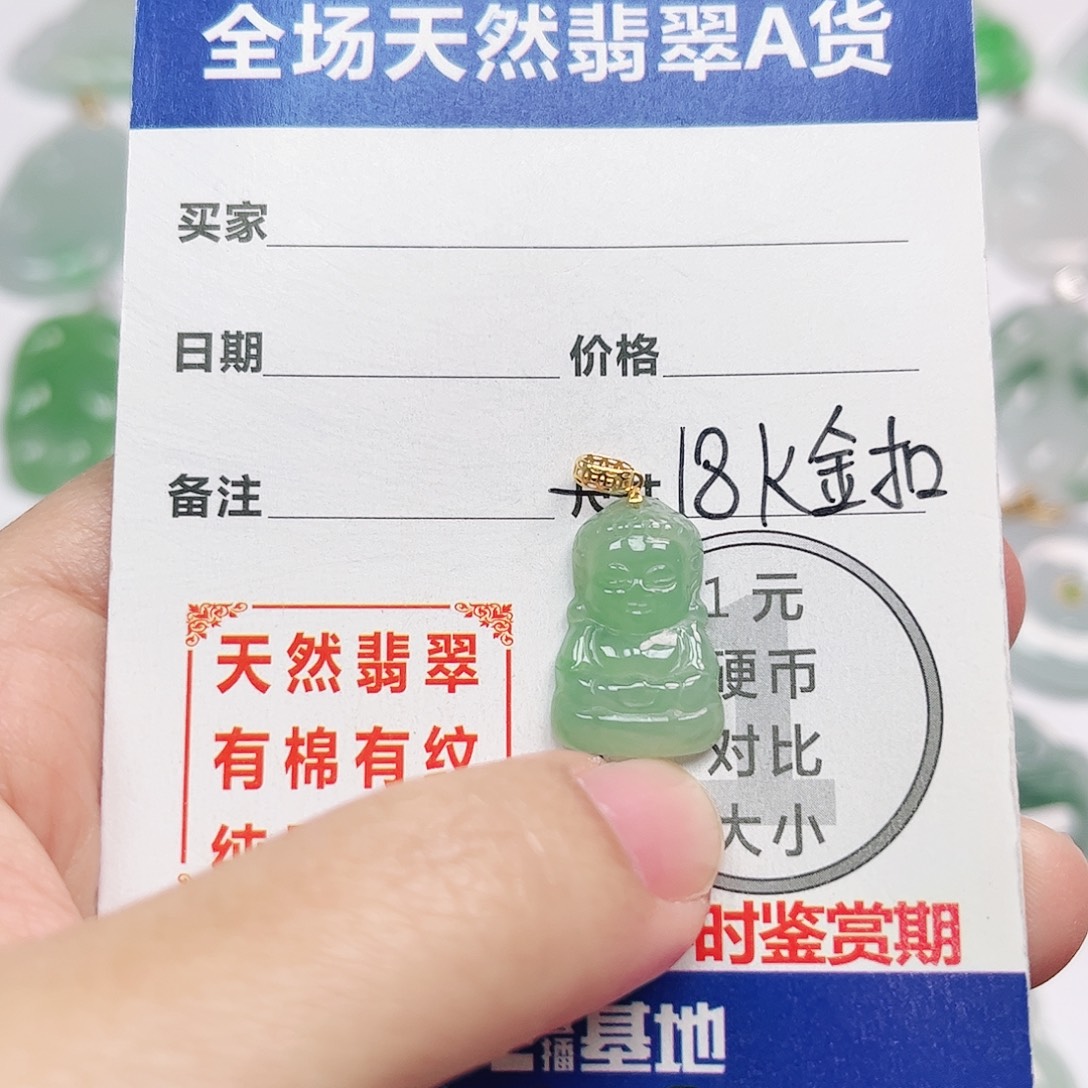 全场天然翡翠A货
买家
日期 价格
备注 18K金扣
1元
硬币
对比
大小
天然翡翠
有棉有纹
纯
时鉴赏期
播基地